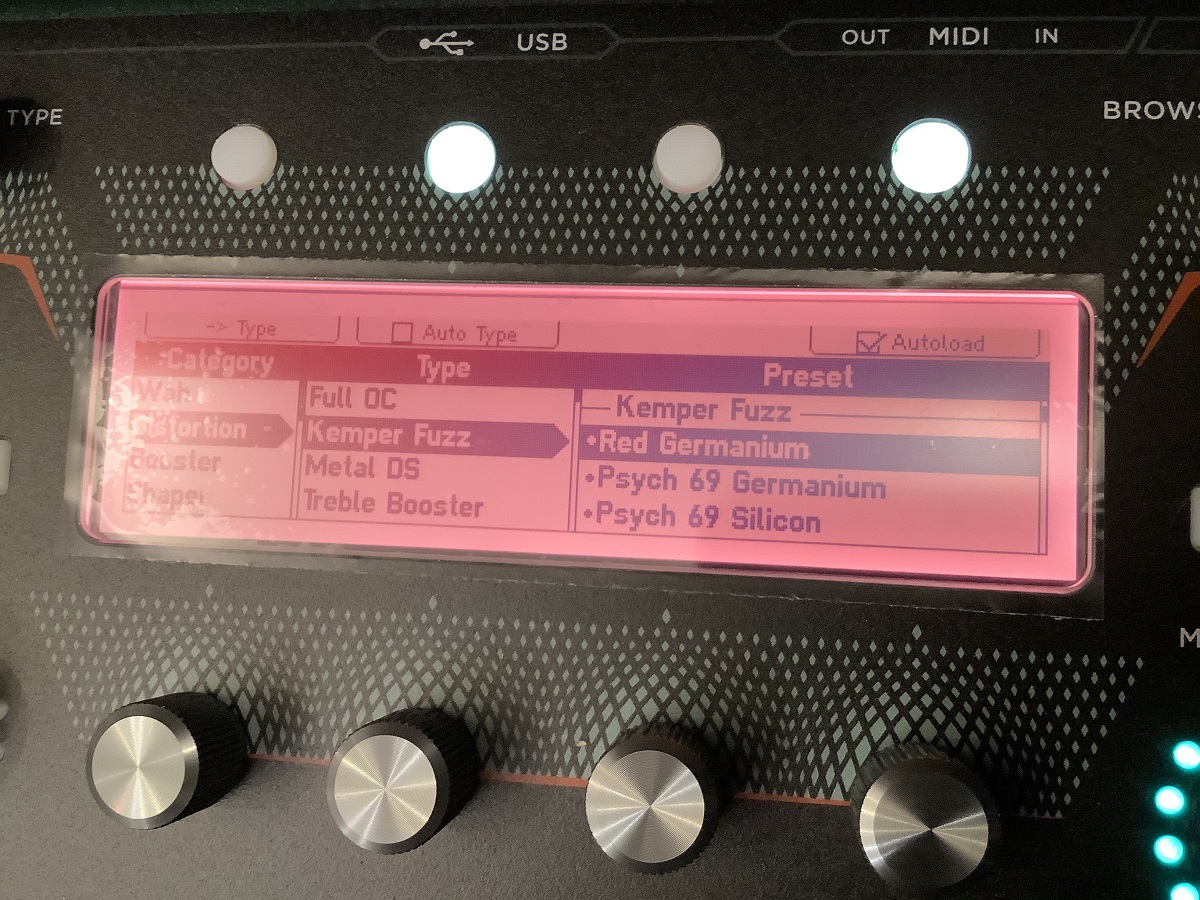 USB
OUT MIDI IN
TYPE
-> Type
Auto Type
Autoload
Category
Type
Preset
Wah
Distortion
Booster
Shaper
Full OC
Kemper Fuzz
Metal DS
Treble Booster
Kemper Fuzz
•Red Germanium
•Psych 69 Germanium
•Psych 69 Silicon